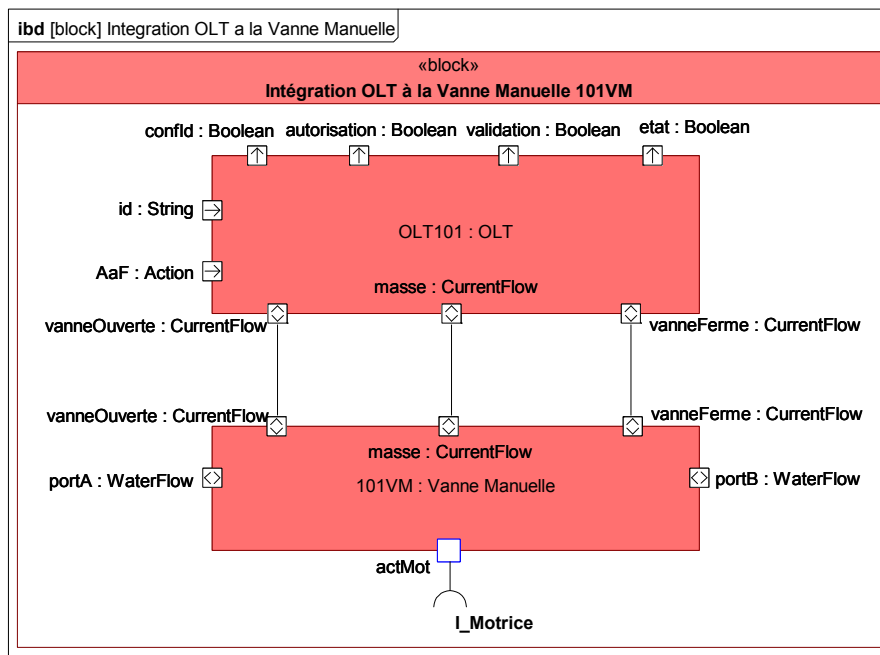 ibd [block] Integration OLT a la Vanne Manuelle
«block»
Intégration OLT à la Vanne Manuelle 101VM
confId : Boolean autorisation : Boolean validation : Boolean etat : Boolean
id : String
OLT101 : OLT
AaF : Action
masse : CurrentFlow
vanneOuverte : CurrentFlow vanneFerme : CurrentFlow
vanneOuverte : CurrentFlow vanneFerme : CurrentFlow
masse : CurrentFlow
portA : WaterFlow 101VM : Vanne Manuelle portB : WaterFlow
actMot
I_Motrice